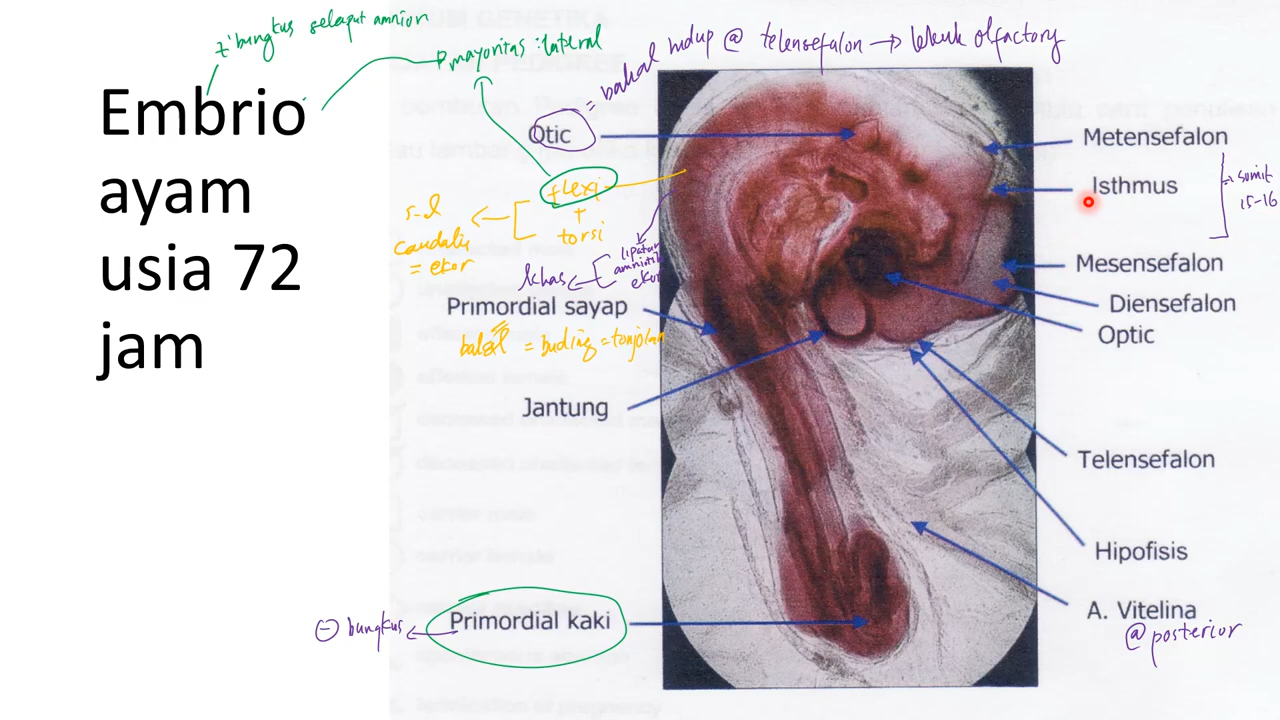 t'bungkus selaput amnion
mayoritas : lateral
= bakal hidup @ telensefalon → lekuk olfactory
Embrio
ayam
usia 72
jam
Otic
flexi
+
torsi
caudalis
= ekor
lipatan
amniotik
ekor
khas
Primordial sayap
bakal = buding = tonjolan
Jantung
Primordial kaki
⊖ bungkus
Metensefalon
Isthmus
somit
15-16
Mesensefalon
Diensefalon
Optic
Telensefalon
Hipofisis
A. Vitelina
@ posterior